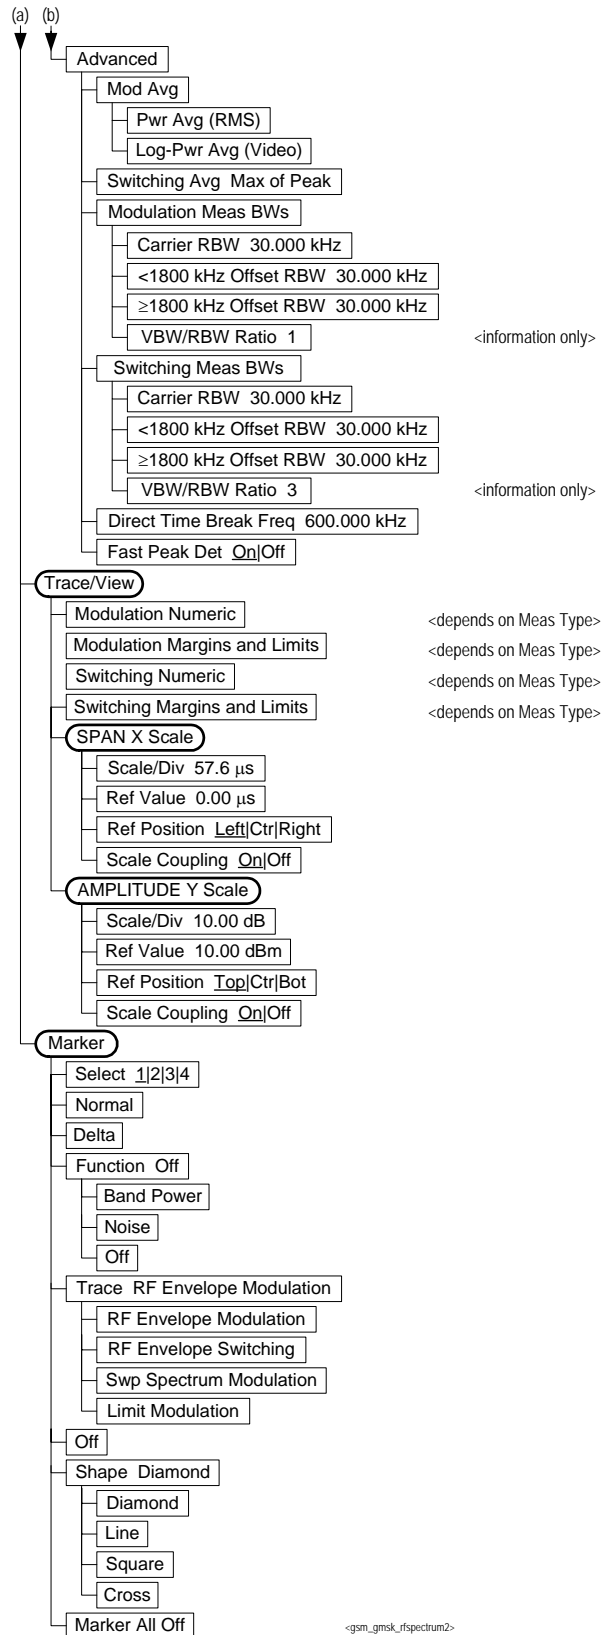 (a) (b)
Advanced
Mod Avg
Pwr Avg (RMS)
Log-Pwr Avg (Video)
Switching Avg Max of Peak
Modulation Meas BWs
Carrier RBW 30.000 kHz
<1800 kHz Offset RBW 30.000 kHz
≥1800 kHz Offset RBW 30.000 kHz
VBW/RBW Ratio 1 <information only>
Switching Meas BWs
Carrier RBW 30.000 kHz
<1800 kHz Offset RBW 30.000 kHz
≥1800 kHz Offset RBW 30.000 kHz
VBW/RBW Ratio 3 <information only>
Direct Time Break Freq 600.000 kHz
Fast Peak Det On|Off
Trace/View
Modulation Numeric <depends on Meas Type>
Modulation Margins and Limits <depends on Meas Type>
Switching Numeric <depends on Meas Type>
Switching Margins and Limits <depends on Meas Type>
SPAN X Scale
Scale/Div 57.6 µs
Ref Value 0.00 µs
Ref Position Left|Ctr|Right
Scale Coupling On|Off
AMPLITUDE Y Scale
Scale/Div 10.00 dB
Ref Value 10.00 dBm
Ref Position Top|Ctr|Bot
Scale Coupling On|Off
Marker
Select 1|2|3|4
Normal
Delta
Function Off
Band Power
Noise
Off
Trace RF Envelope Modulation
RF Envelope Modulation
RF Envelope Switching
Swp Spectrum Modulation
Limit Modulation
Off
Shape Diamond
Diamond
Line
Square
Cross
Marker All Off <gsm_gmsk_rfspectrum2>